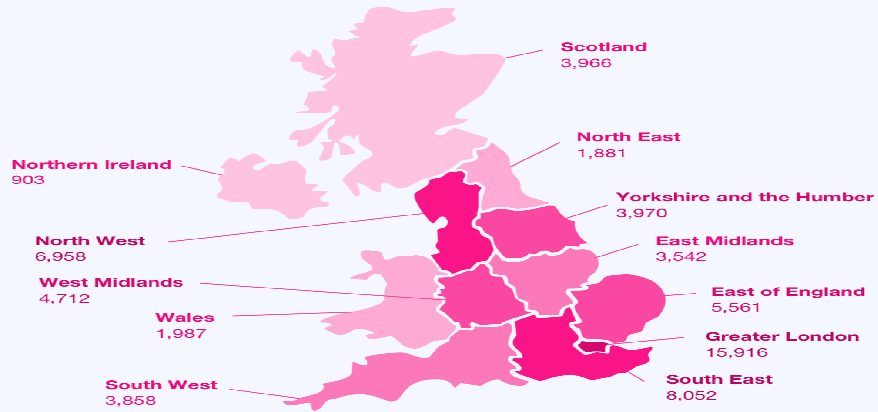 Scotland
3,966
North East
1,881
Northern Ireland
903
Yorkshire and the Humber
3,970
North West
6,958
East Midlands
3,542
West Midlands
4,712
East of England
5,561
Wales
1,987
Greater London
15,916
South East
8,052
South West
3,858